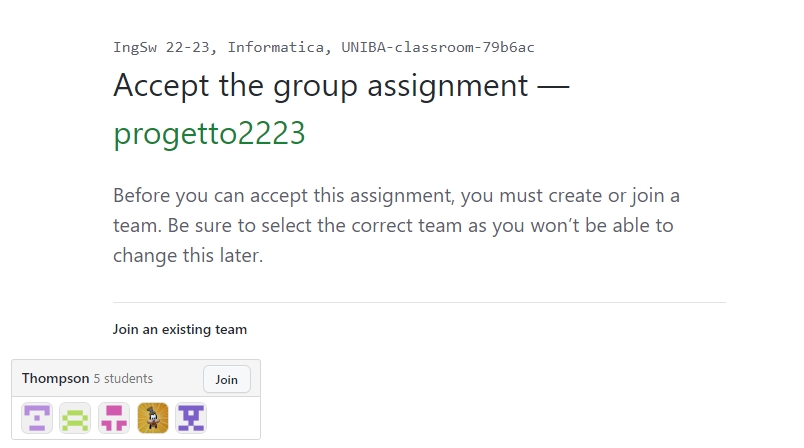 IngSw 22-23, Informatica, UNIBA-classroom-79b6ac
Accept the group assignment —
progetto2223
Before you can accept this assignment, you must create or join a
team. Be sure to select the correct team as you won’t be able to
change this later.
Join an existing team
Thompson 5 students Join